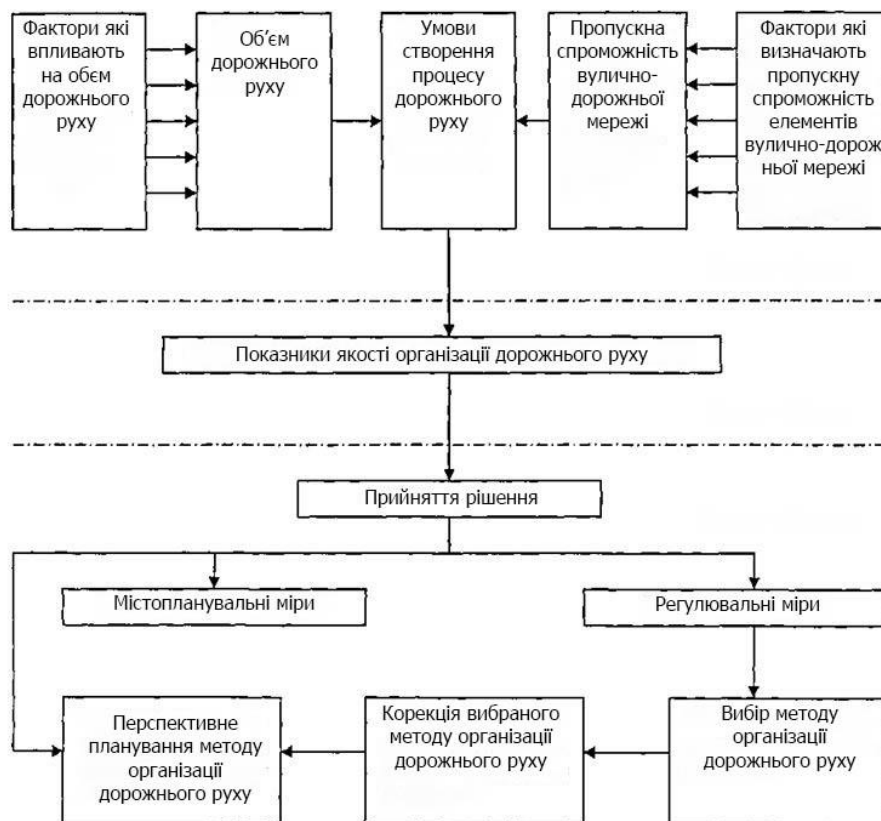 Фактори які
впливають
на обєм
дорожнього
руху
Об'єм
дорожнього
руху
Умови
створення
процесу
дорожнього
руху
Пропускна
спроможність
вулично-
дорожньої
мережі
Фактори які
визначають
пропускну
спроможність
елементів
вулично-дорож
ньої мережі
Показники якості організації дорожнього руху
Прийняття рішення
Містопланувальні міри
Регулювальні міри
Перспективне
планування методу
організації
дорожнього руху
Корекція вибраного
методу організації
дорожнього руху
Вибір методу
організації
дорожнього руху